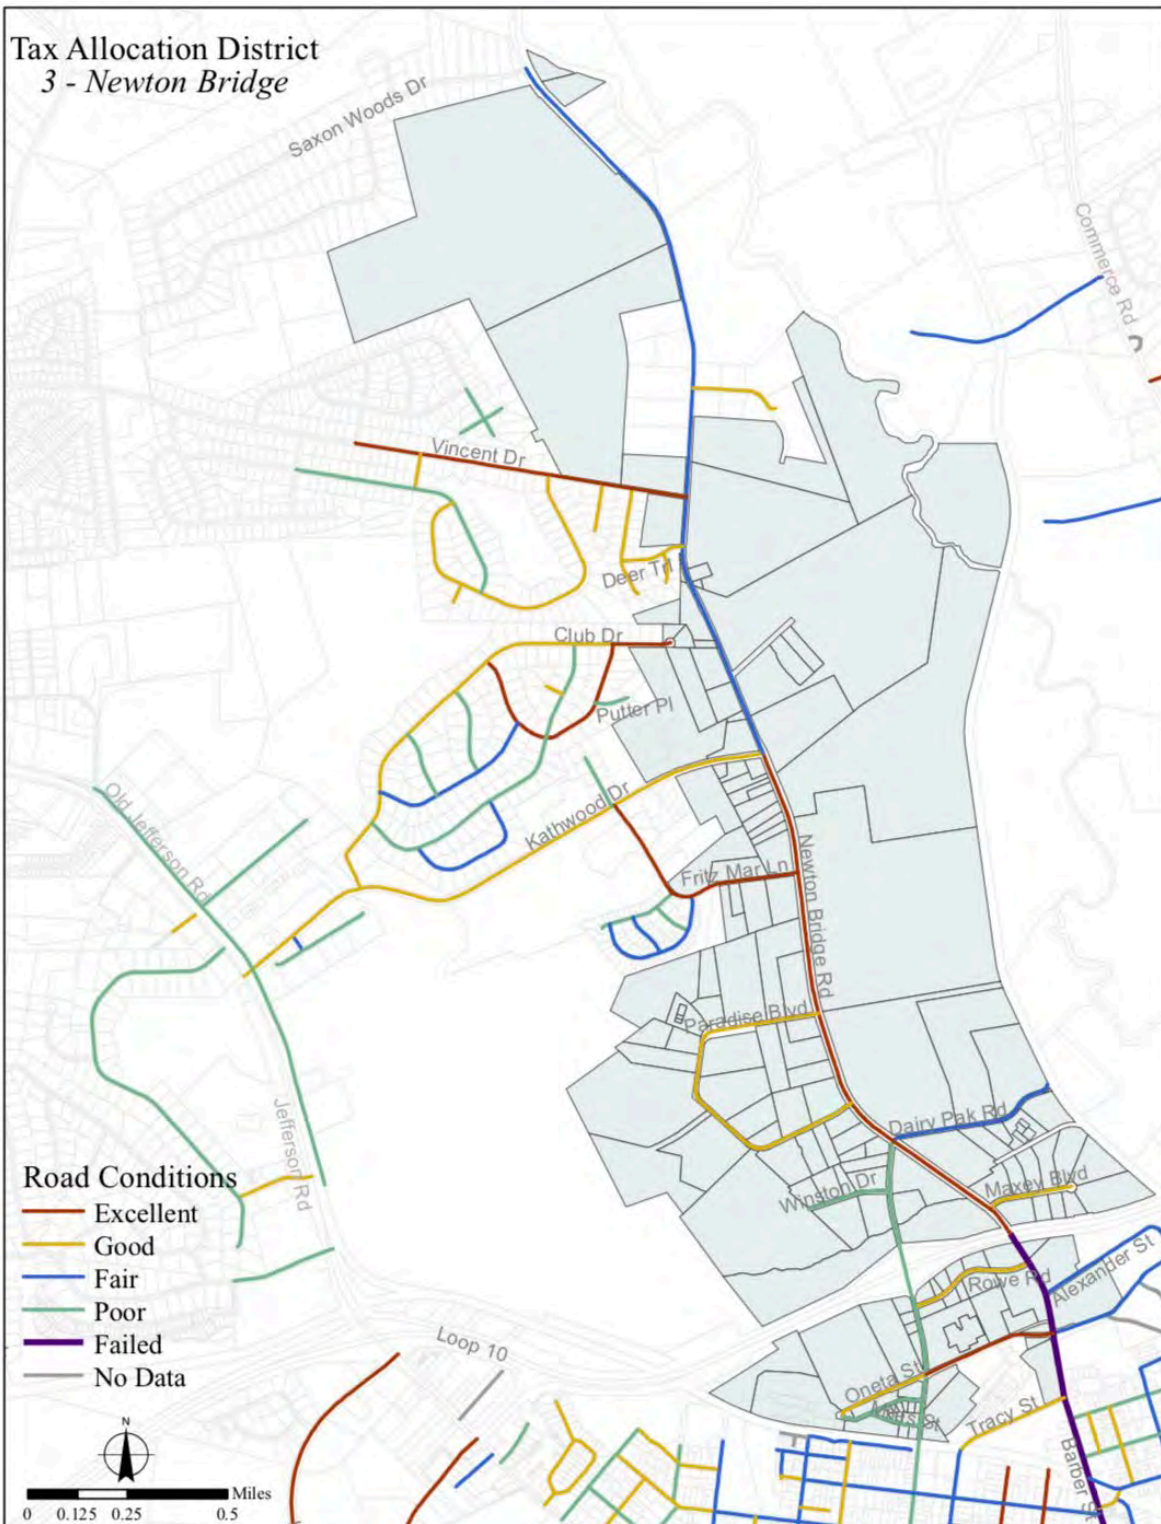 Tax Allocation District
3 - Newton Bridge
Saxon Woods Dr
Commerce Rd
Vincent Dr
Deer Trl
Club Dr
Putter Pl
Old Jefferson Rd
Kathwood Dr
Fritz Mar Ln
Newton Bridge Rd
Paradise Blvd
Dairy Pak Rd
Jefferson Rd
Winston Dr
Maxey Blvd
Road Conditions
Excellent
Good
Fair
Poor
Failed
No Data
Rowe Rd
Alexander St
Loop 10
Oneta St
St
Tracy St
Barber St
N
0 0.125 0.25 0.5 Miles